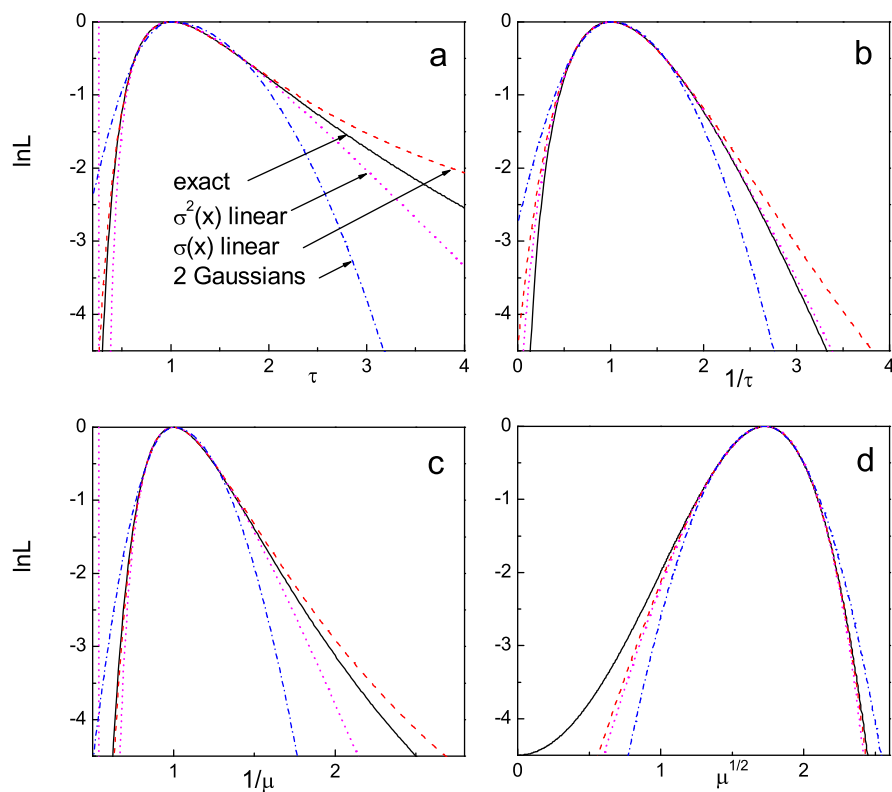 a
0
-1
-2
-3
-4
lnL
exact
σ²(x) linear
σ(x) linear
2 Gaussians
1
2
3
4
τ
b
0
-1
-2
-3
-4
0
1
2
3
4
1/τ
c
0
-1
-2
-3
-4
lnL
1
2
1/μ
d
0
-1
-2
-3
-4
0
1
2
μ^{1/2}